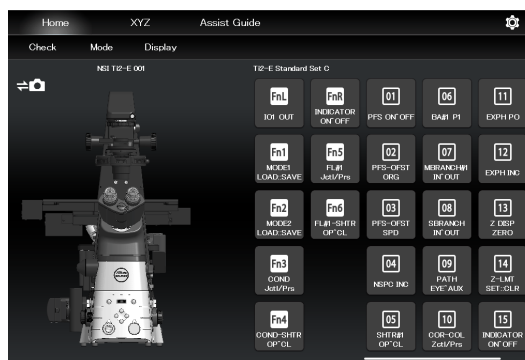 Home XYZ Assist Guide
Check Mode Display
NSI Ti2-E 001
Ti2-E Standard Set C
FnL FnR 01 06 11
IO1 OUT INDICATOR ON^OFF PFS ON^OFF BA#1 P1 EXPH PO
Fn1 Fn5 02 07 12
MODE1 LOAD::SAVE FL#1 Jctl/Prs PFS-OFST ORG MEIRANCH#1 IN^OUT EXPH INC
Fn2 Fn6 03 08 13
MODE2 LOAD::SAVE FL#1-SHTR OP^CL PFS-OFST SPD SBRANCH IN^OUT Z DISP ZERO
Fn3 04 09 14
COND Jctl/Prs NSPC INC PATH EYE^AUX Z-LMT SET::CLR
Fn4 05 10 15
COND-SHTR OP^CL SHTR#1 OP^CL COR-COL Zctl/Prs INDICATOR ON^OFF